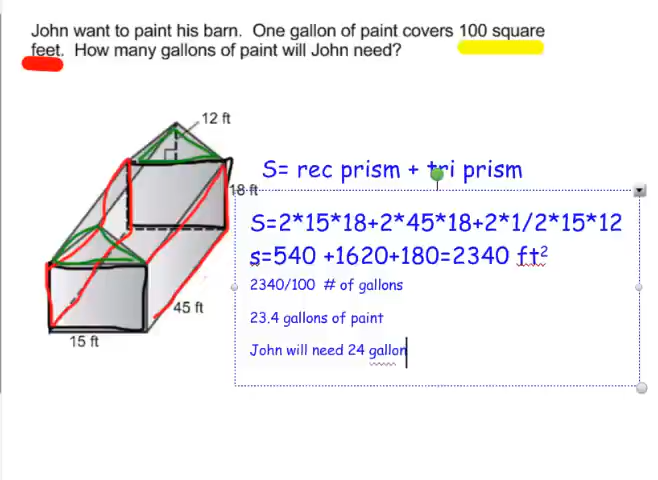 John want to paint his barn. One gallon of paint covers 100 square
feet. How many gallons of paint will John need?
12 ft
S= rec prism + tri prism
18 ft
S=2*15*18+2*45*18+2*1/2*15*12
s=540 +1620+180=2340 ft²
2340/100 # of gallons
45 ft
23.4 gallons of paint
15 ft
John will need 24 gallon